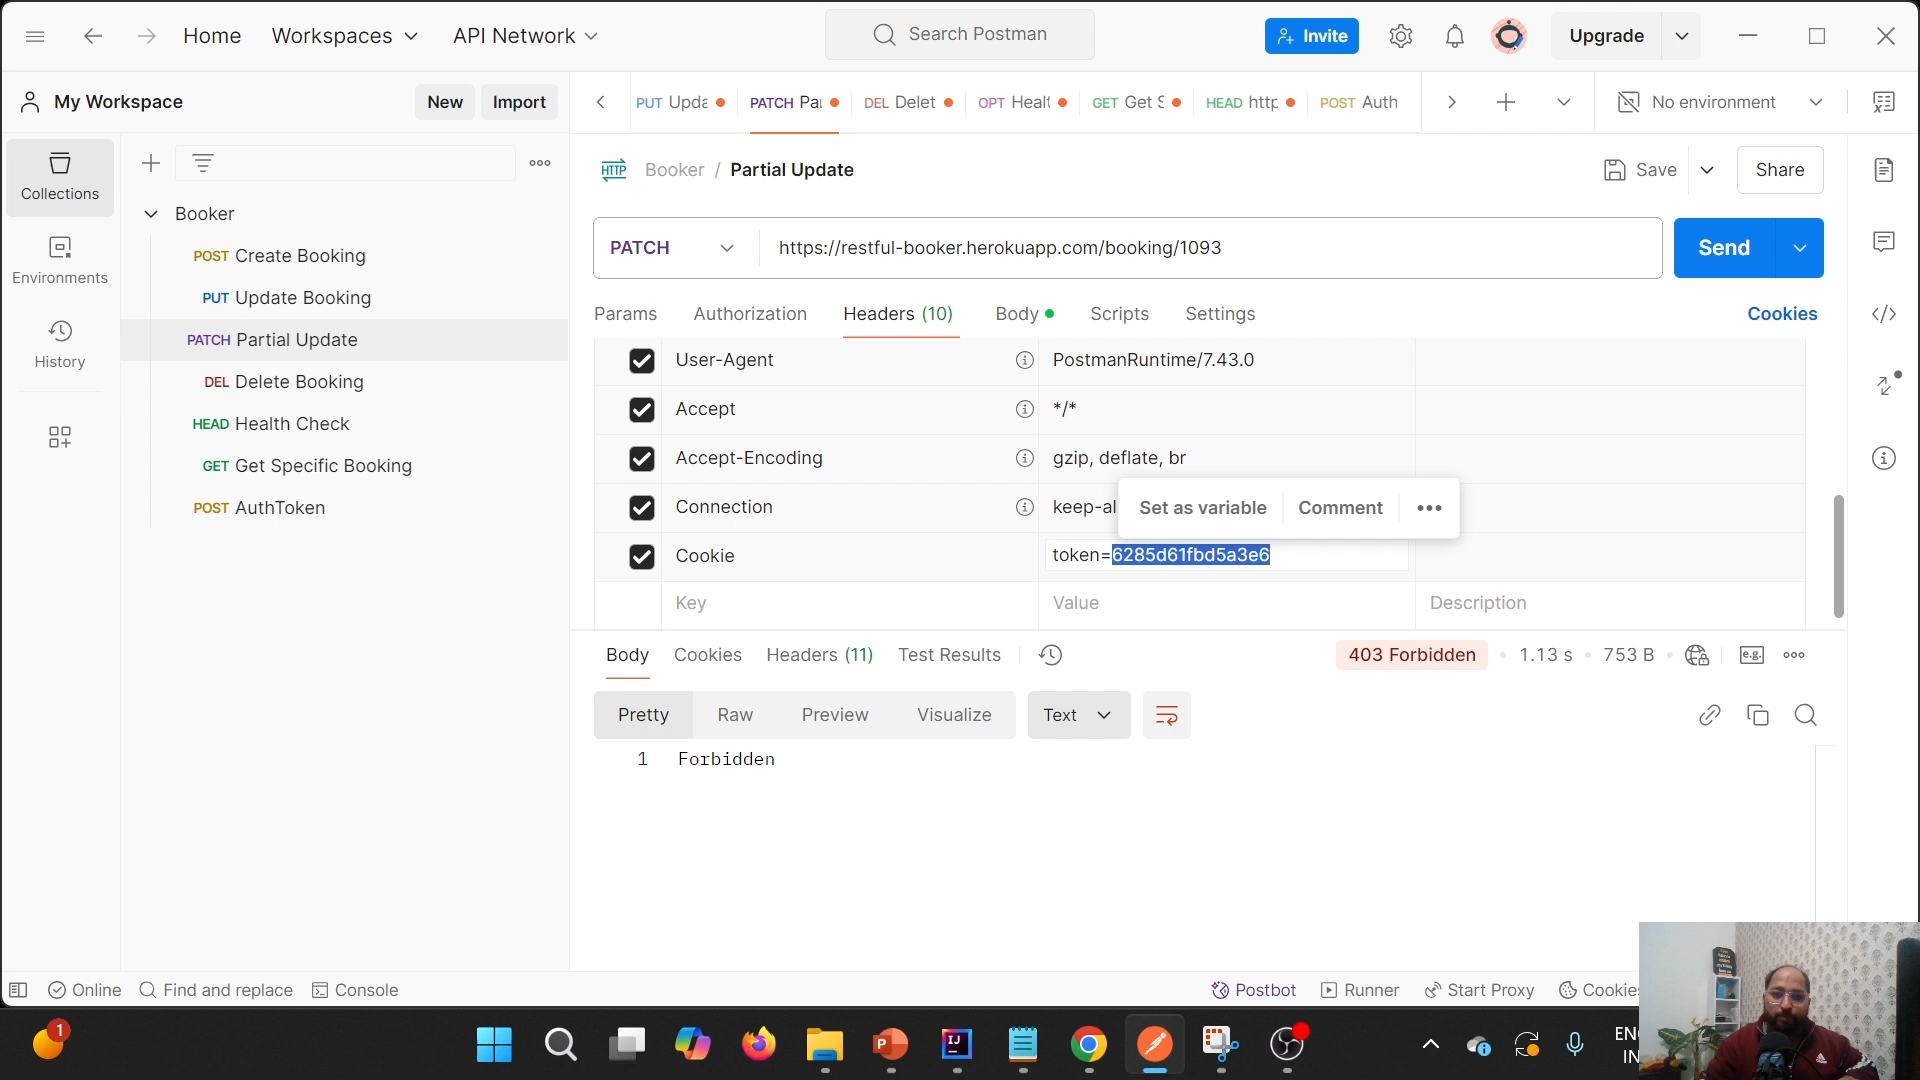 Home
Workspaces
API Network
Search Postman
Invite
Upgrade
My Workspace
New
Import
PUT Upda
PATCH Pa
DEL Delet
OPT Healt
GET Get S
HEAD http
POST Auth
No environment
Collections
Environments
History
Booker
POST Create Booking
PUT Update Booking
PATCH Partial Update
DEL Delete Booking
HEAD Health Check
GET Get Specific Booking
POST AuthToken
HTTP
Booker / Partial Update
Save
Share
PATCH
https://restful-booker.herokuapp.com/booking/1093
Send
Params
Authorization
Headers (10)
Body
Scripts
Settings
Cookies
User-Agent
PostmanRuntime/7.43.0
Accept
*/*
Accept-Encoding
gzip, deflate, br
Connection
keep-al
Set as variable
Comment
Cookie
token=6285d61fbd5a3e6
Key
Value
Description
Body
Cookies
Headers (11)
Test Results
403 Forbidden
1.13 s
753 B
e.g.
Pretty
Raw
Preview
Visualize
Text
1 Forbidden
Online
Find and replace
Console
Postbot
Runner
Start Proxy
Cookie
1
P
IJ
ENG
IN